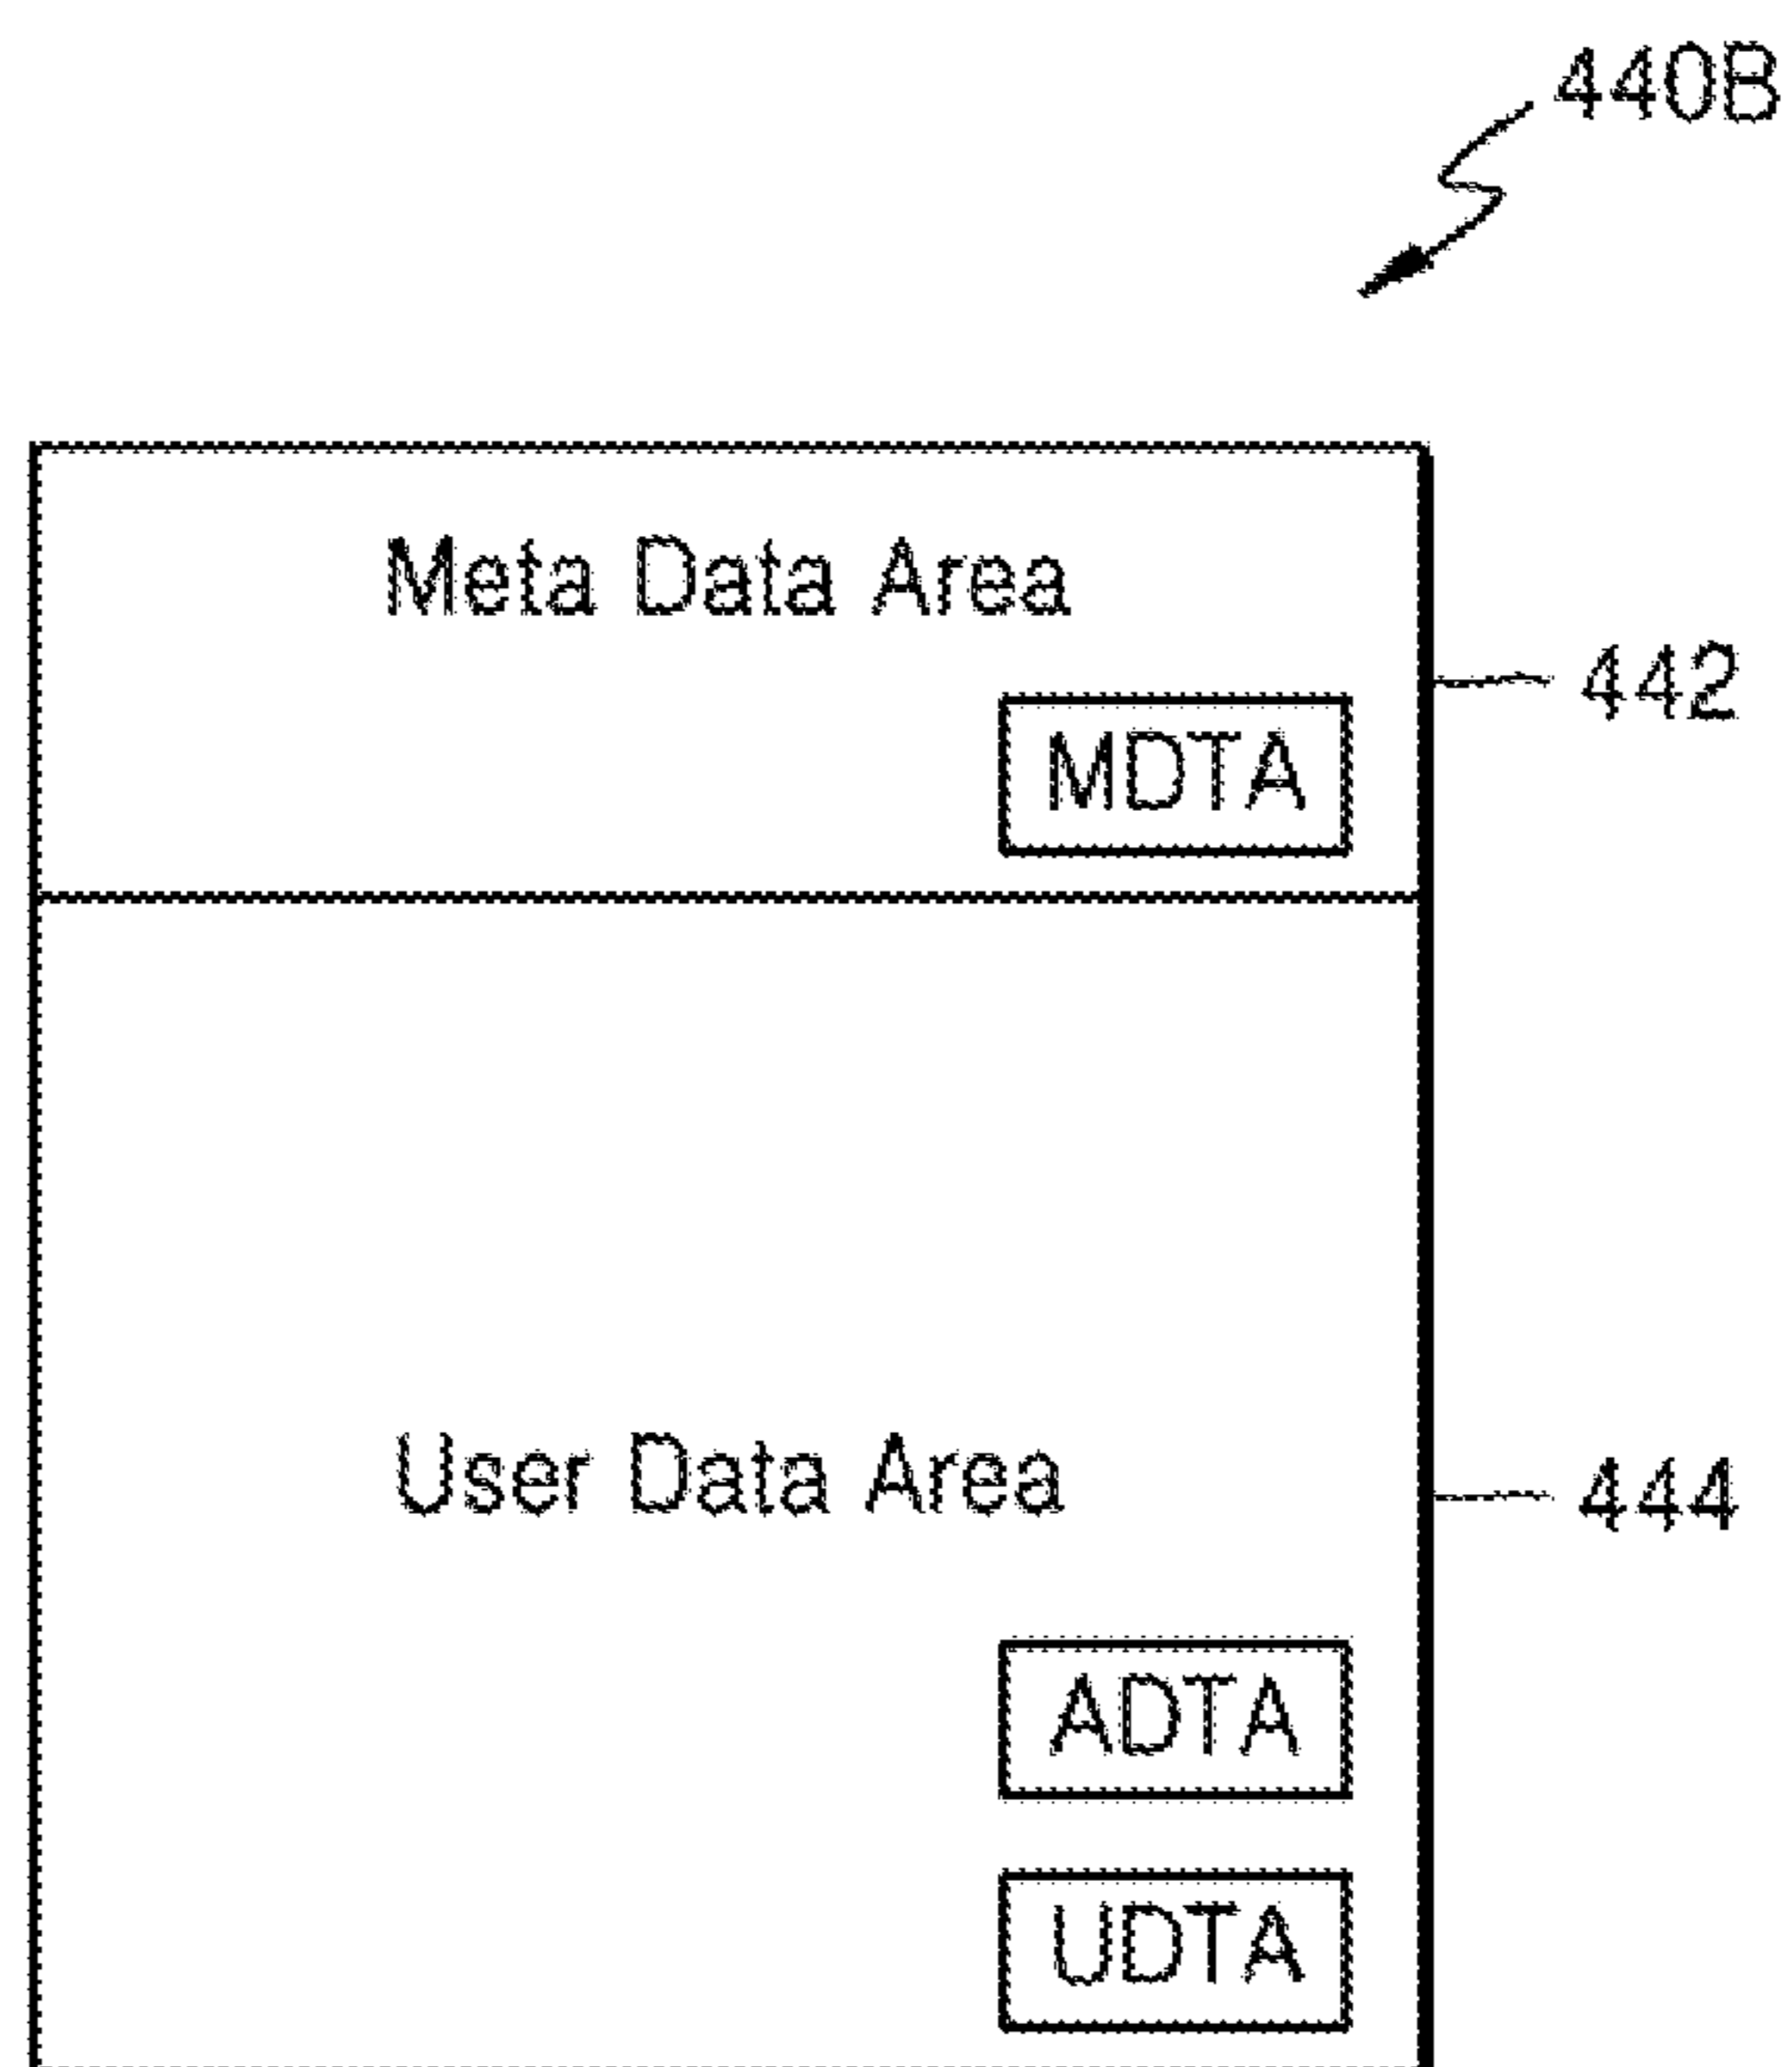 440B
Meta Data Area
442
MDTA
User Data Area
444
ADTA
UDTA